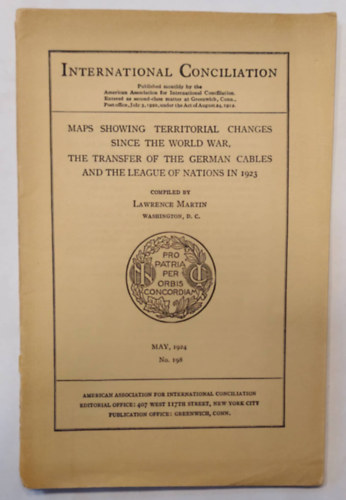 INTERNATIONAL CONCILIATION
Published monthly by the
American Association for International Conciliation.
Entered as second-class matter at Greenwich, Conn.,
Post-office, July 3, 1920, under the Act of August 24, 1912.
MAPS SHOWING TERRITORIAL CHANGES
SINCE THE WORLD WAR,
THE TRANSFER OF THE GERMAN CABLES
AND THE LEAGUE OF NATIONS IN 1923
COMPILED BY
LAWRENCE MARTIN
WASHINGTON, D. C.
PRO
PATRIA
PER
ORBIS
CONCORDIAM
MAY, 1924
No. 198
AMERICAN ASSOCIATION FOR INTERNATIONAL CONCILIATION
EDITORIAL OFFICE: 407 WEST 117TH STREET, NEW YORK CITY
PUBLICATION OFFICE: GREENWICH, CONN.